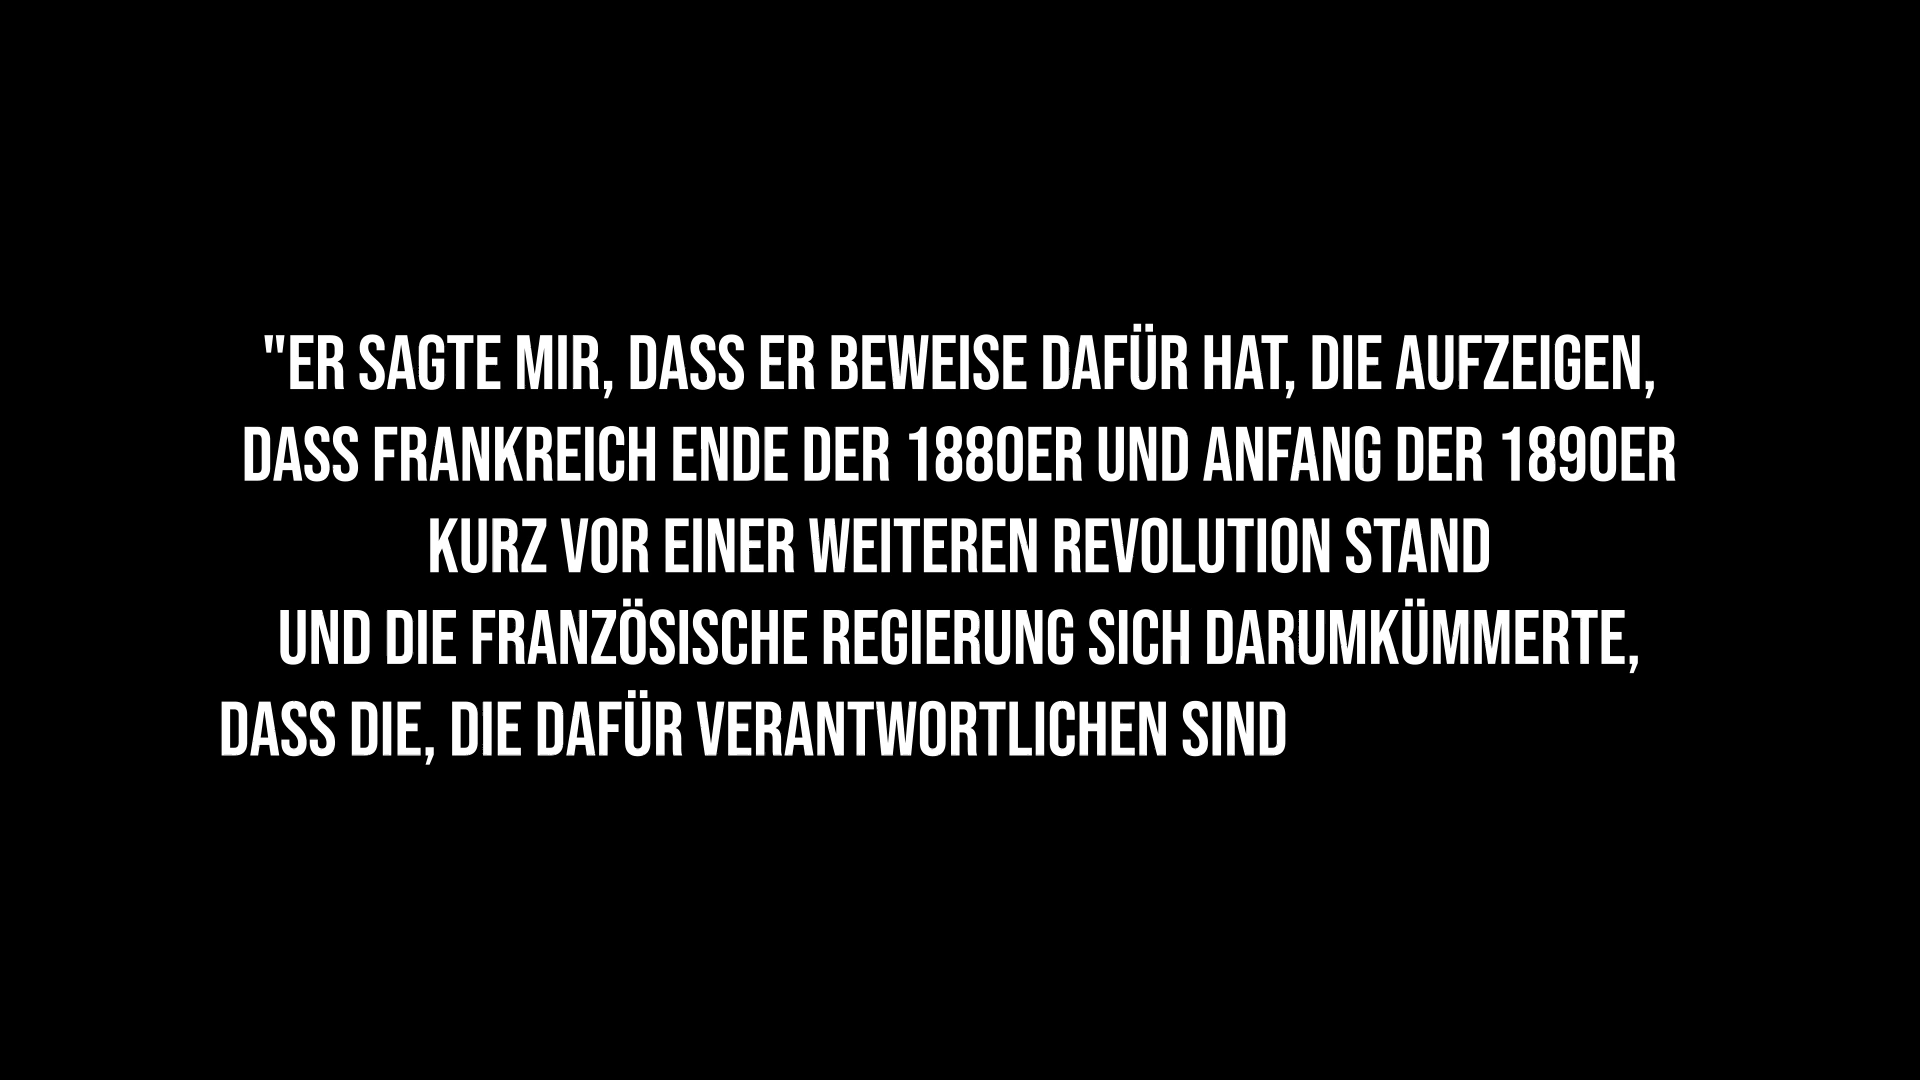 "ER SAGTE MIR, DASS ER BEWEISE DAFÜR HAT, DIE AUFZEIGEN,
DASS FRANKREICH ENDE DER 1880ER UND ANFANG DER 1890ER
KURZ VOR EINER WEITEREN REVOLUTION STAND
UND DIE FRANZÖSISCHE REGIERUNG SICH DARUMKÜMMERTE,
DASS DIE, DIE DAFÜR VERANTWORTLICHEN SIND